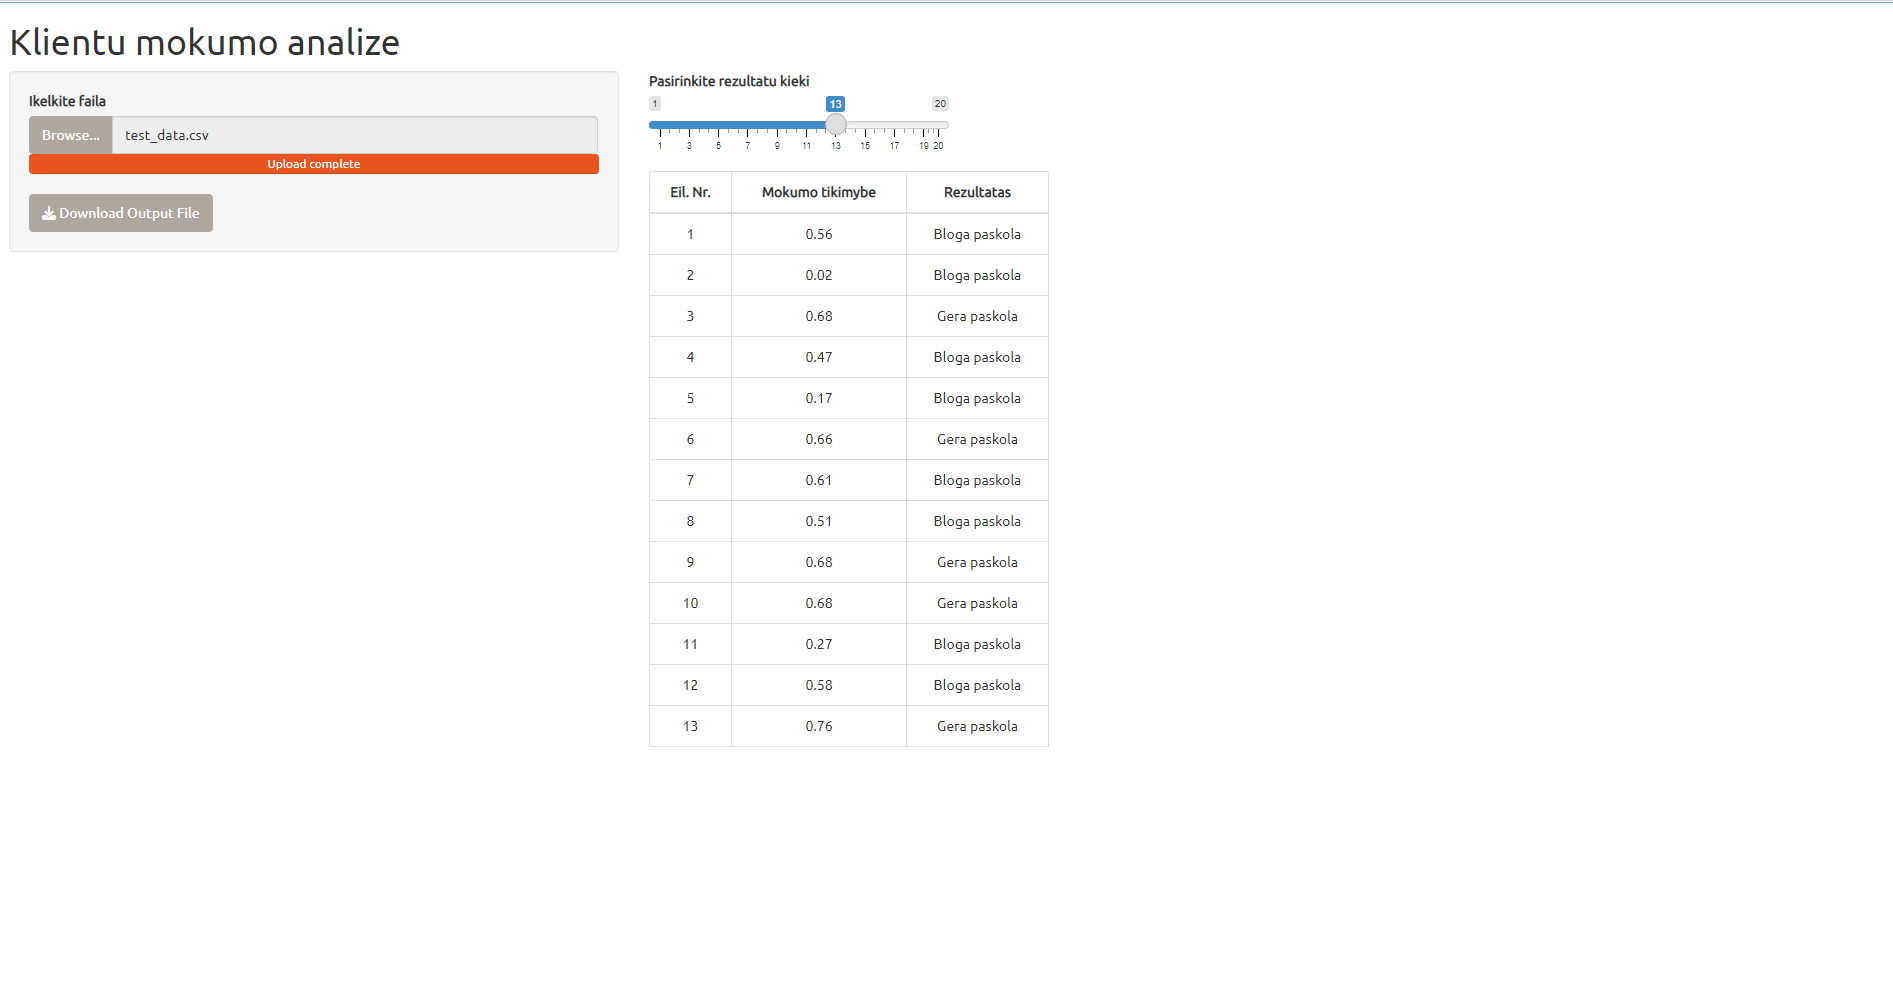 Klientu mokumo analize
Ikelkite faila
Browse... test_data.csv
Upload complete
Download Output File
Pasirinkite rezultatu kieki
1 13 20
1 3 5 7 9 11 13 15 17 19 20
Eil. Nr. Mokumo tikimybe Rezultatas
1 0.56 Bloga paskola
2 0.02 Bloga paskola
3 0.68 Gera paskola
4 0.47 Bloga paskola
5 0.17 Bloga paskola
6 0.66 Gera paskola
7 0.61 Bloga paskola
8 0.51 Bloga paskola
9 0.68 Gera paskola
10 0.68 Gera paskola
11 0.27 Bloga paskola
12 0.58 Bloga paskola
13 0.76 Gera paskola